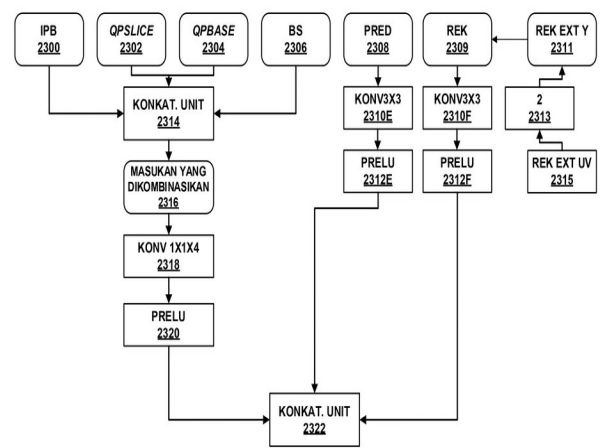 IPB
2300
QPSLICE
2302
QPBASE
2304
BS
2306
PRED
2308
REK
2309
REK EXT Y
2311
KONKAT. UNIT
2314
KONV3X3
2310E
KONV3X3
2310F
2
2313
MASUKAN YANG
DIKOMBINASIKAN
2316
PRELU
2312E
PRELU
2312F
REK EXT UV
2315
KONV 1X1X4
2318
PRELU
2320
KONKAT. UNIT
2322